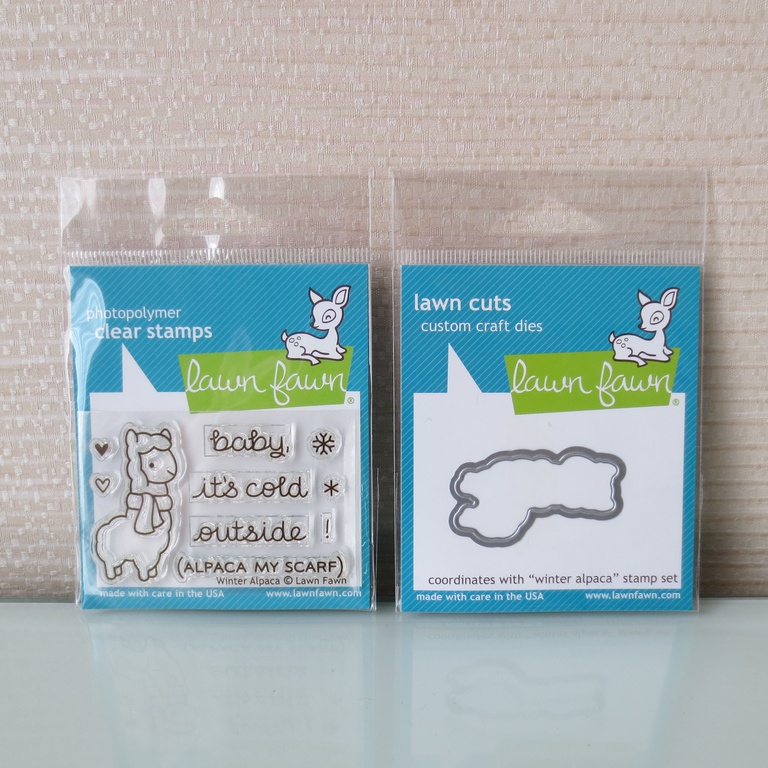 photopolymer
clear stamps
lawn fawn®
baby,
it's cold
outside !
(ALPACA MY SCARF)
Winter Alpaca © Lawn Fawn
made with care in the USA www.lawnfawn.com
lawn cuts
custom craft dies
lawn fawn®
coordinates with "winter alpaca" stamp set
made with care in the USA www.lawnfawn.com